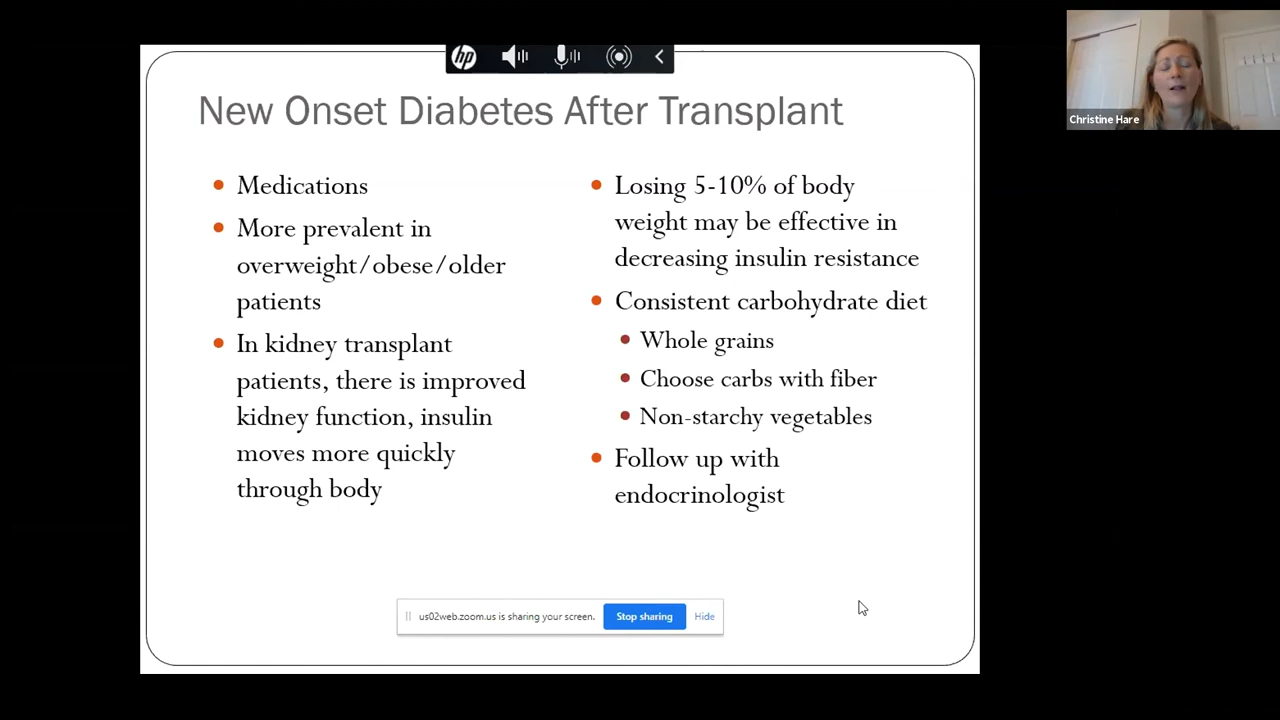 hp
New Onset Diabetes After Transplant
Medications
More prevalent in
overweight/obese/older
patients
In kidney transplant
patients, there is improved
kidney function, insulin
moves more quickly
through body
Losing 5-10% of body
weight may be effective in
decreasing insulin resistance
Consistent carbohydrate diet
Whole grains
Choose carbs with fiber
Non-starchy vegetables
Follow up with
endocrinologist
us02web.zoom.us is sharing your screen.
Stop sharing
Hide
Christine Hare